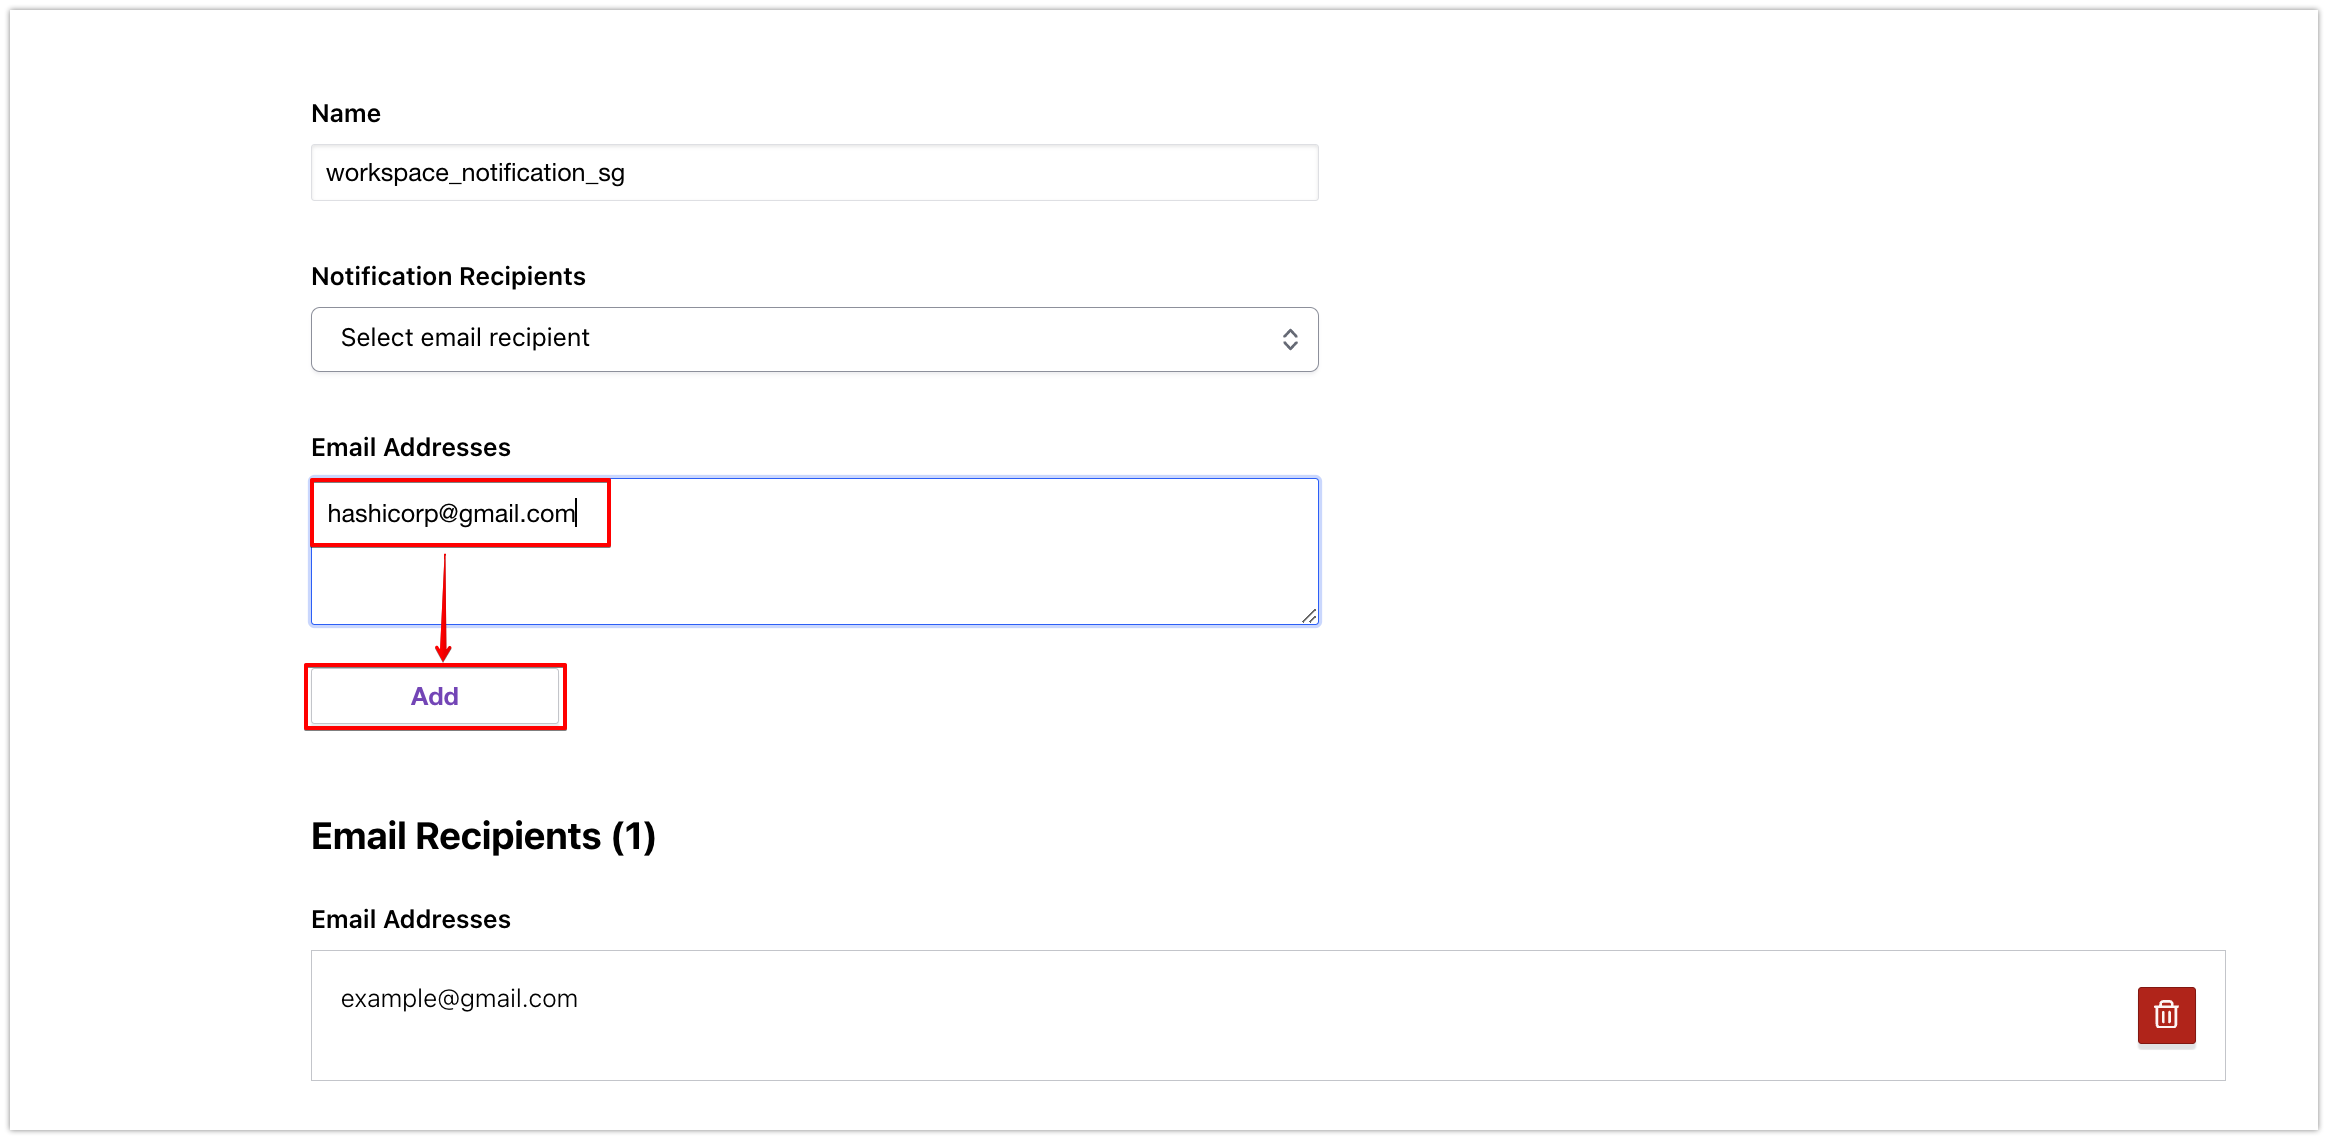 Name
workspace_notification_sg
Notification Recipients
Select email recipient
Email Addresses
hashicorp@gmail.com
Add
Email Recipients (1)
Email Addresses
example@gmail.com